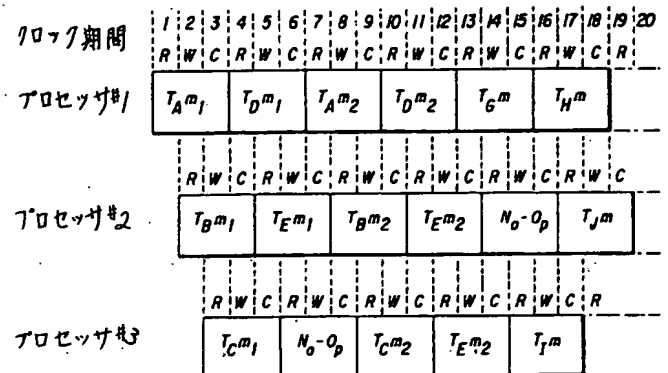 クロック期間 1 2 3 4 5 6 7 8 9 10 11 12 13 14 15 16 17 18 19 20
R W C R W C R W C R W C R W C R W C R
プロセッサ#1 TAm1 TDm1 TAm2 TDm2 TGm THm
R W C R W C R W C R W C R W C R W C
プロセッサ#2 TBm1 TEm1 TBm2 TEm2 No-Op TJm
R W C R W C R W C R W C R W C R
プロセッサ#3 TCm1 No-Op TCm2 TEm2 TIm